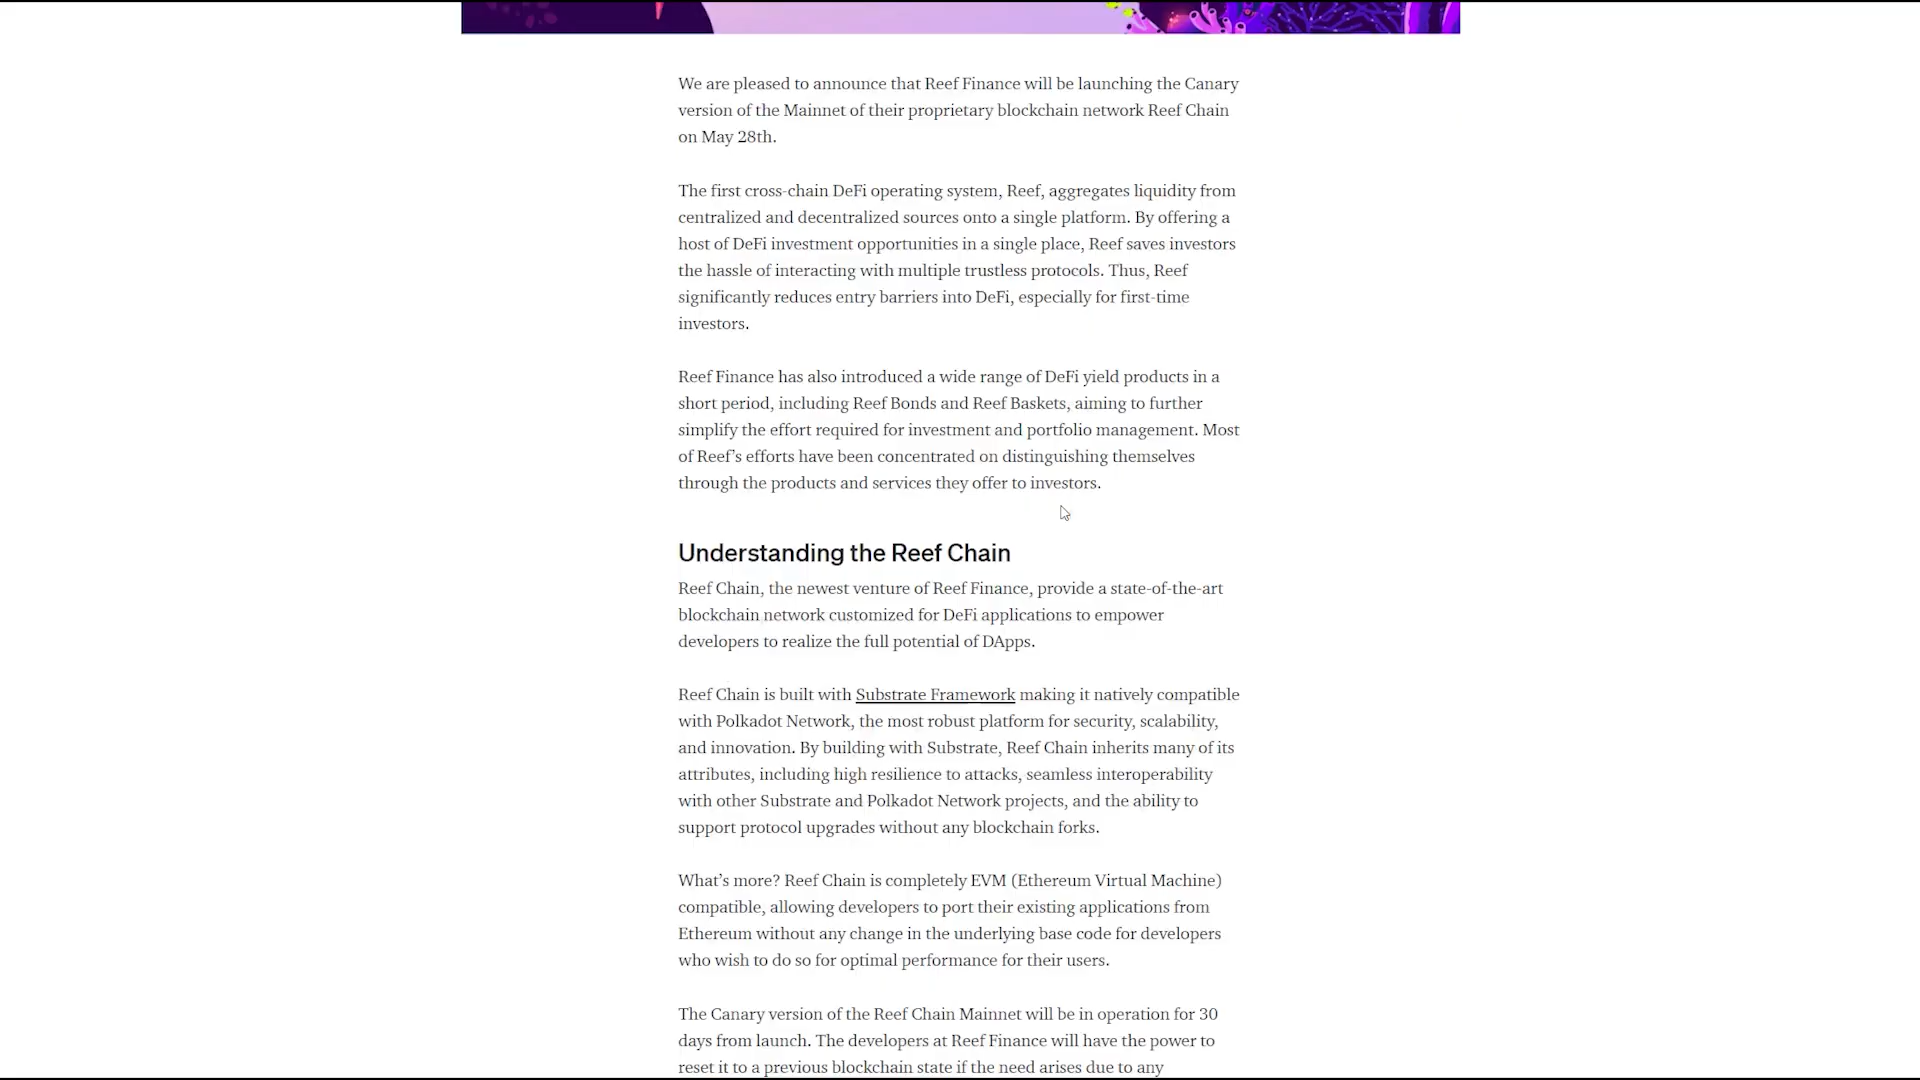 We are pleased to announce that Reef Finance will be launching the Canary
version of the Mainnet of their proprietary blockchain network Reef Chain
on May 28th.
The first cross-chain DeFi operating system, Reef, aggregates liquidity from
centralized and decentralized sources onto a single platform. By offering a
host of DeFi investment opportunities in a single place, Reef saves investors
the hassle of interacting with multiple trustless protocols. Thus, Reef
significantly reduces entry barriers into DeFi, especially for first-time
investors.
Reef Finance has also introduced a wide range of DeFi yield products in a
short period, including Reef Bonds and Reef Baskets, aiming to further
simplify the effort required for investment and portfolio management. Most
of Reef’s efforts have been concentrated on distinguishing themselves
through the products and services they offer to investors.
Understanding the Reef Chain
Reef Chain, the newest venture of Reef Finance, provide a state-of-the-art
blockchain network customized for DeFi applications to empower
developers to realize the full potential of DApps.
Reef Chain is built with Substrate Framework making it natively compatible
with Polkadot Network, the most robust platform for security, scalability,
and innovation. By building with Substrate, Reef Chain inherits many of its
attributes, including high resilience to attacks, seamless interoperability
with other Substrate and Polkadot Network projects, and the ability to
support protocol upgrades without any blockchain forks.
What’s more? Reef Chain is completely EVM (Ethereum Virtual Machine)
compatible, allowing developers to port their existing applications from
Ethereum without any change in the underlying base code for developers
who wish to do so for optimal performance for their users.
The Canary version of the Reef Chain Mainnet will be in operation for 30
days from launch. The developers at Reef Finance will have the power to
reset it to a previous blockchain state if the need arises due to any